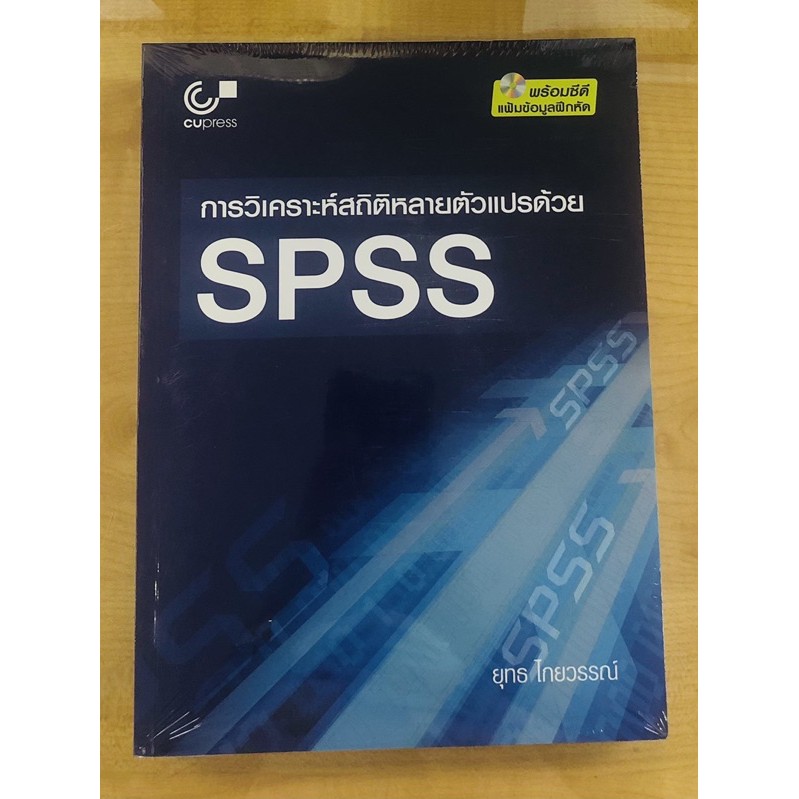 cupress
พร้อมซีดี
แฟ้มข้อมูลฝึกหัด
การวิเคราะห์สถิติหลายตัวแปรด้วย
SPSS
SPSS
SPSS
SS
ยุทธ ไกยวรรณ์